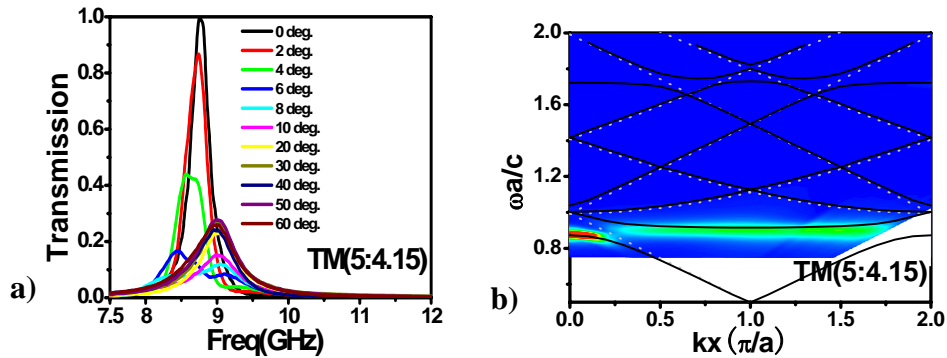 1.0
0.8
0.6
0.4
0.2
0.0
Transmission
0 deg.
2 deg.
4 deg.
6 deg.
8 deg.
10 deg.
20 deg.
30 deg.
40 deg.
50 deg.
60 deg.
TM(5:4.15)
7.5 8 9 10 11 12
Freq(GHz)
a)
2.0
1.6
1.2
0.8
ωa/c
TM(5:4.15)
0.0 0.5 1.0 1.5 2.0
kx (π/a)
b)